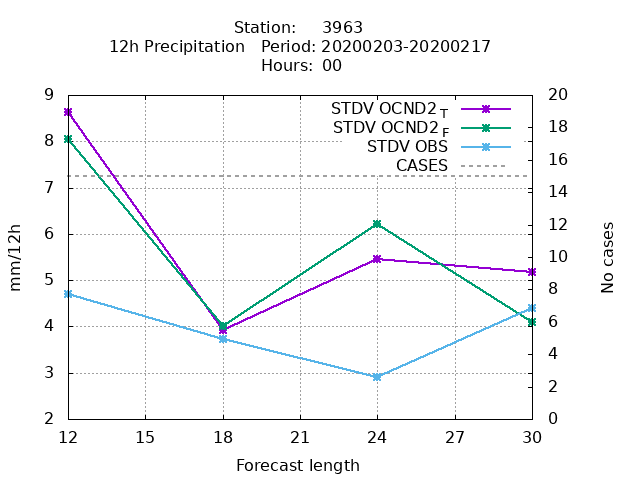 Station: 3963
12h Precipitation Period: 20200203-20200217
Hours: 00
STDV OCND2_T
STDV OCND2_F
STDV OBS
CASES
9
8
7
6
5
4
3
2
mm/12h
20
18
16
14
12
10
8
6
4
2
0
No cases
12 15 18 21 24 27 30
Forecast length